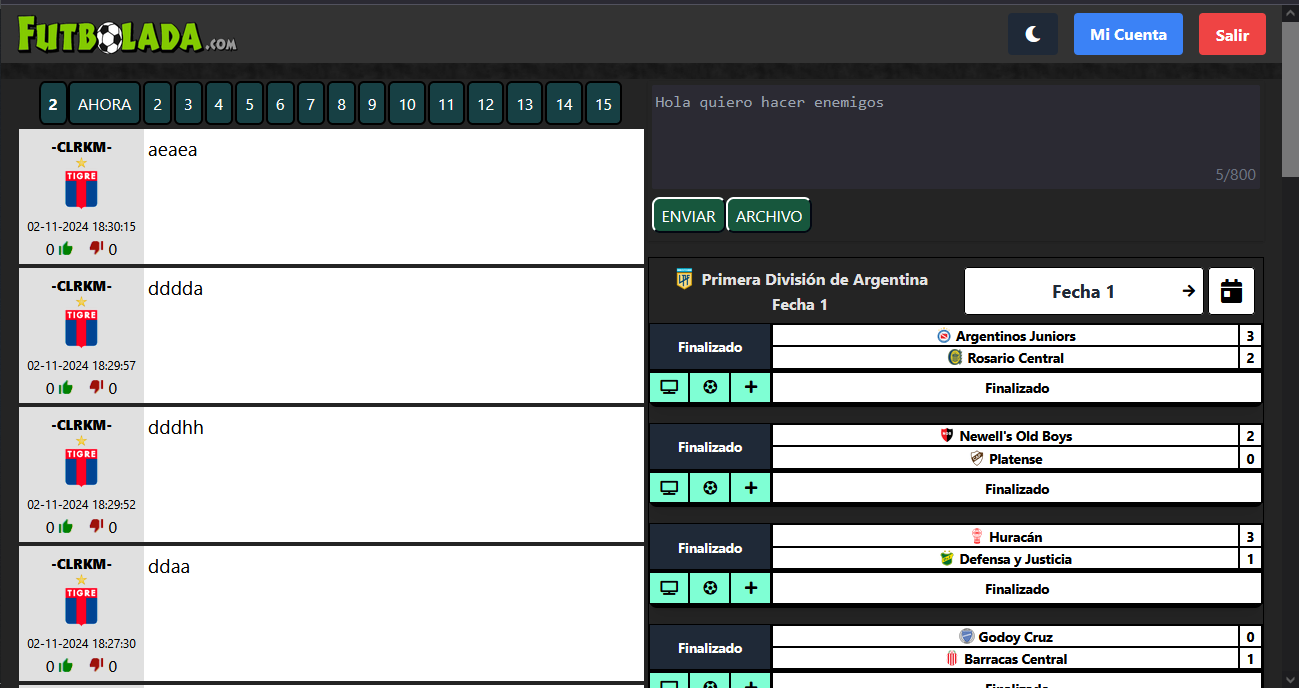 FUTBOLADA.COM
Mi Cuenta
Salir
2 AHORA 2 3 4 5 6 7 8 9 10 11 12 13 14 15
-CLRKM-
TIGRE
02-11-2024 18:30:15
0 0
aeaea
-CLRKM-
TIGRE
02-11-2024 18:29:57
0 0
dddda
-CLRKM-
TIGRE
02-11-2024 18:29:52
0 0
dddhh
-CLRKM-
TIGRE
02-11-2024 18:27:30
0 0
ddaa
Hola quiero hacer enemigos
5/800
ENVIAR
ARCHIVO
LPF
Primera División de Argentina
Fecha 1
Fecha 1
Finalizado
Argentinos Juniors 3
Rosario Central 2
Finalizado
Finalizado
Newell's Old Boys 2
Platense 0
Finalizado
Finalizado
Huracán 3
Defensa y Justicia 1
Finalizado
Finalizado
Godoy Cruz 0
Barracas Central 1
Finalizado